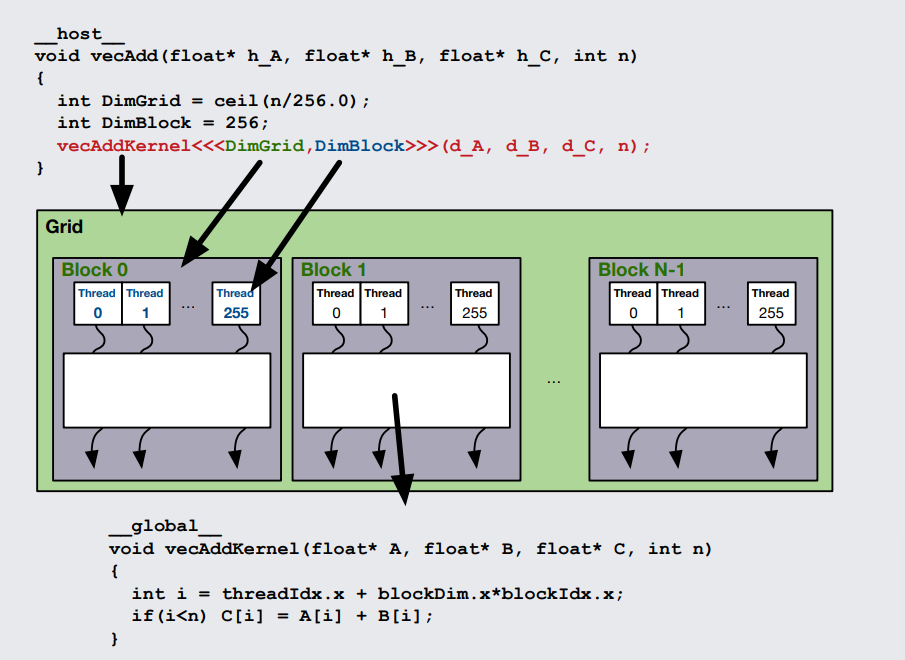 __host__
void vecAdd(float* h_A, float* h_B, float* h_C, int n)
{
int DimGrid = ceil(n/256.0);
int DimBlock = 256;
vecAddKernel<<<DimGrid,DimBlock>>>(d_A, d_B, d_C, n);
}
Grid
Block 0
Thread 0
Thread 1
...
Thread 255
Block 1
Thread 0
Thread 1
...
Thread 255
...
Block N-1
Thread 0
Thread 1
...
Thread 255
__global__
void vecAddKernel(float* A, float* B, float* C, int n)
{
int i = threadIdx.x + blockDim.x*blockIdx.x;
if(i<n) C[i] = A[i] + B[i];
}